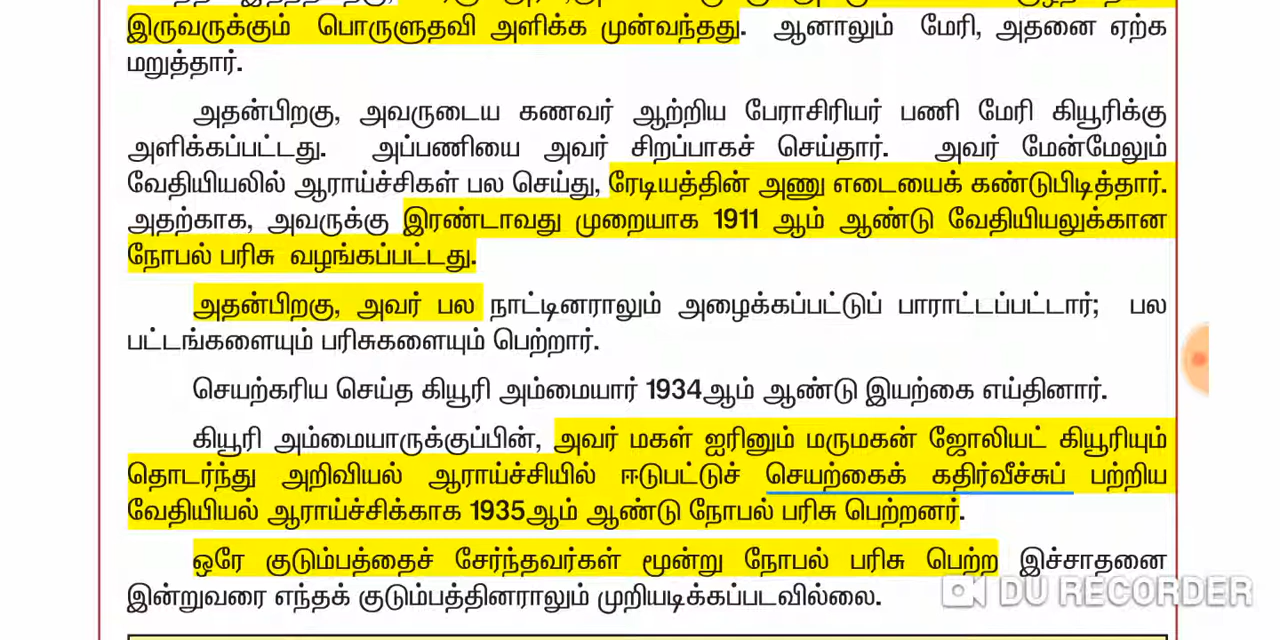 இருவருக்கும் பொருளுதவி அளிக்க முன்வந்தது. ஆனாலும் மேரி, அதனை ஏற்க
மறுத்தார்.
அதன்பிறகு, அவருடைய கணவர் ஆற்றிய பேராசிரியர் பணி மேரி கியூரிக்கு
அளிக்கப்பட்டது. அப்பணியை அவர் சிறப்பாகச் செய்தார். அவர் மேன்மேலும்
வேதியியலில் ஆராய்ச்சிகள் பல செய்து, ரேடியத்தின் அணு எடையைக் கண்டுபிடித்தார்.
அதற்காக, அவருக்கு இரண்டாவது முறையாக 1911 ஆம் ஆண்டு வேதியியலுக்கான
நோபல் பரிசு வழங்கப்பட்டது.
அதன்பிறகு, அவர் பல நாட்டினராலும் அழைக்கப்பட்டுப் பாராட்டப்பட்டார்; பல
பட்டங்களையும் பரிசுகளையும் பெற்றார்.
செயற்கரிய செய்த கியூரி அம்மையார் 1934ஆம் ஆண்டு இயற்கை எய்தினார்.
கியூரி அம்மையாருக்குப்பின், அவர் மகள் ஐரினும் மருமகன் ஜோலியட் கியூரியும்
தொடர்ந்து அறிவியல் ஆராய்ச்சியில் ஈடுபட்டுச் செயற்கைக் கதிர்வீச்சுப் பற்றிய
வேதியியல் ஆராய்ச்சிக்காக 1935ஆம் ஆண்டு நோபல் பரிசு பெற்றனர்.
ஒரே குடும்பத்தைச் சேர்ந்தவர்கள் மூன்று நோபல் பரிசு பெற்ற இச்சாதனை
இன்றுவரை எந்தக் குடும்பத்தினராலும் முறியடிக்கப்படவில்லை.
DU RECORDER